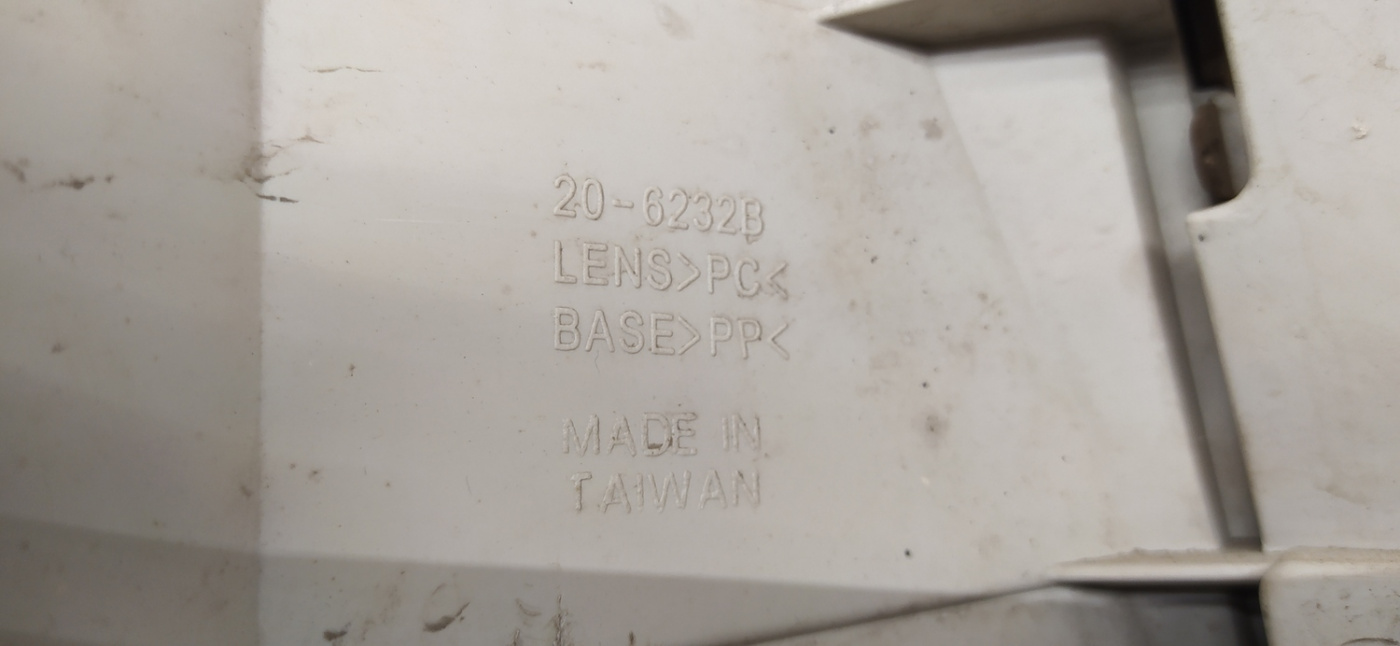 20-6232B
LENS>PC<
BASE>PP<
MADE IN
TAIWAN